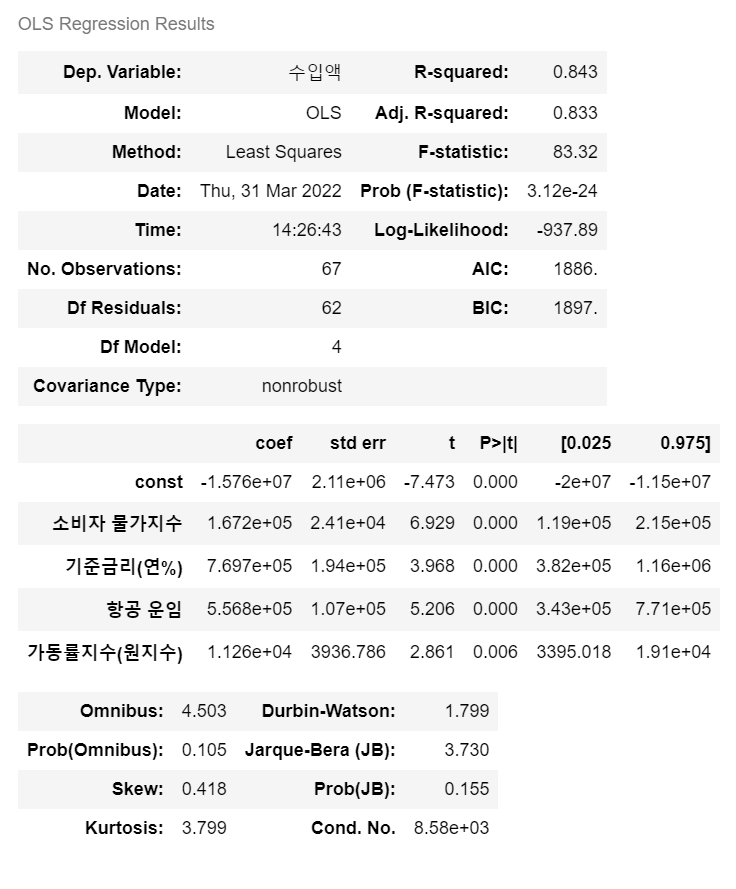 OLS Regression Results
Dep. Variable: 수입액 R-squared: 0.843
Model: OLS Adj. R-squared: 0.833
Method: Least Squares F-statistic: 83.32
Date: Thu, 31 Mar 2022 Prob (F-statistic): 3.12e-24
Time: 14:26:43 Log-Likelihood: -937.89
No. Observations: 67 AIC: 1886.
Df Residuals: 62 BIC: 1897.
Df Model: 4
Covariance Type: nonrobust
coef std err t P>|t| [0.025 0.975]
const -1.576e+07 2.11e+06 -7.473 0.000 -2e+07 -1.15e+07
소비자 물가지수 1.672e+05 2.41e+04 6.929 0.000 1.19e+05 2.15e+05
기준금리(연%) 7.697e+05 1.94e+05 3.968 0.000 3.82e+05 1.16e+06
항공 운임 5.568e+05 1.07e+05 5.206 0.000 3.43e+05 7.71e+05
가동률지수(원지수) 1.126e+04 3936.786 2.861 0.006 3395.018 1.91e+04
Omnibus: 4.503 Durbin-Watson: 1.799
Prob(Omnibus): 0.105 Jarque-Bera (JB): 3.730
Skew: 0.418 Prob(JB): 0.155
Kurtosis: 3.799 Cond. No. 8.58e+03